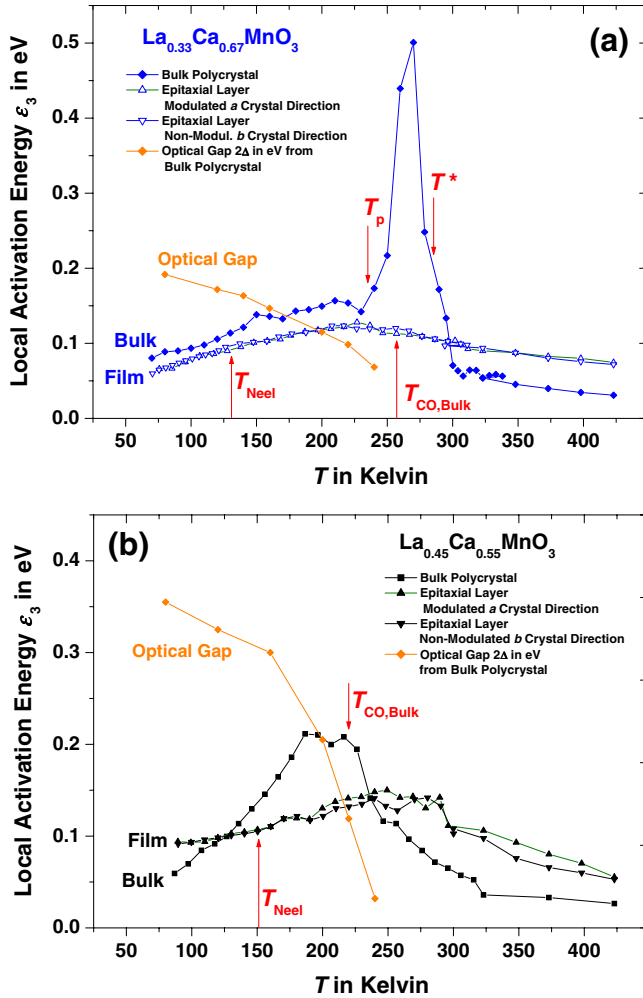 La0.33Ca0.67MnO3
(a)
Bulk Polycrystal
Epitaxial Layer
Modulated a Crystal Direction
Epitaxial Layer
Non-Modul. b Crystal Direction
Optical Gap 2Δ in eV from
Bulk Polycrystal
Tp
T*
Optical Gap
Bulk
Film
TNeel
TCO,Bulk
Local Activation Energy ε3 in eV
0.5
0.4
0.3
0.2
0.1
0.0
50 100 150 200 250 300 350 400
T in Kelvin
(b)
La0.45Ca0.55MnO3
Bulk Polycrystal
Epitaxial Layer
Modulated a Crystal Direction
Epitaxial Layer
Non-Modulated b Crystal Direction
Optical Gap 2Δ in eV
from Bulk Polycrystal
Optical Gap
TCO,Bulk
Film
Bulk
TNeel
Local Activation Energy ε3 in eV
0.4
0.3
0.2
0.1
0.0
50 100 150 200 250 300 350 400
T in Kelvin